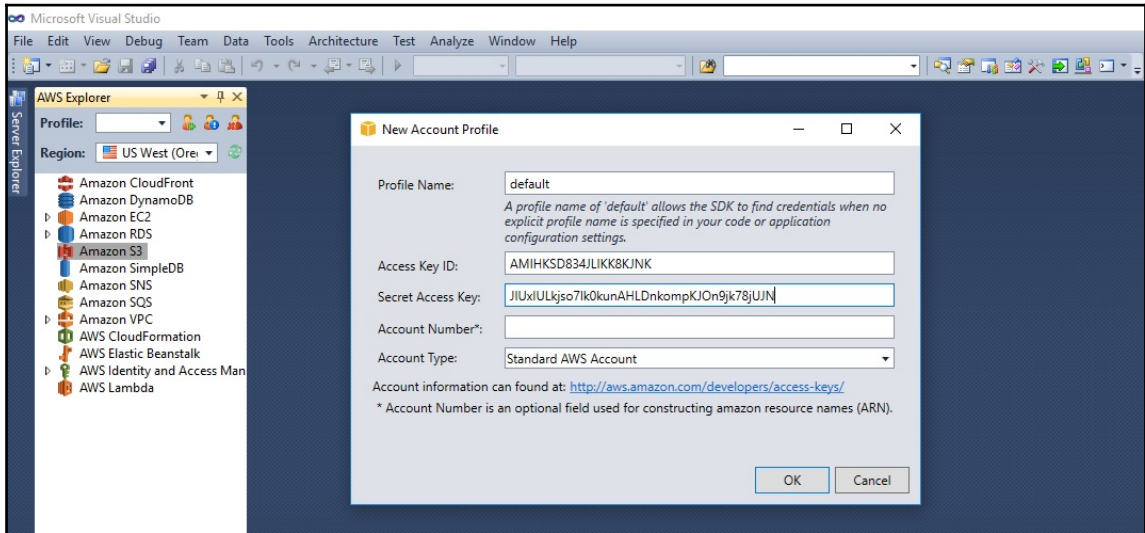 Microsoft Visual Studio
File Edit View Debug Team Data Tools Architecture Test Analyze Window Help
Server Explorer
AWS Explorer
Profile:
Region: US West (Ore
Amazon CloudFront
Amazon DynamoDB
Amazon EC2
Amazon RDS
Amazon S3
Amazon SimpleDB
Amazon SNS
Amazon SQS
Amazon VPC
AWS CloudFormation
AWS Elastic Beanstalk
AWS Identity and Access Man
AWS Lambda
New Account Profile
Profile Name: default
A profile name of 'default' allows the SDK to find credentials when no
explicit profile name is specified in your code or application
configuration settings.
Access Key ID: AMIHKSD834JLIKK8KJNK
Secret Access Key:
Account Number*:
Account Type: Standard AWS Account
Account information can found at: http://aws.amazon.com/developers/access-keys/
* Account Number is an optional field used for constructing amazon resource names (ARN).
OK Cancel